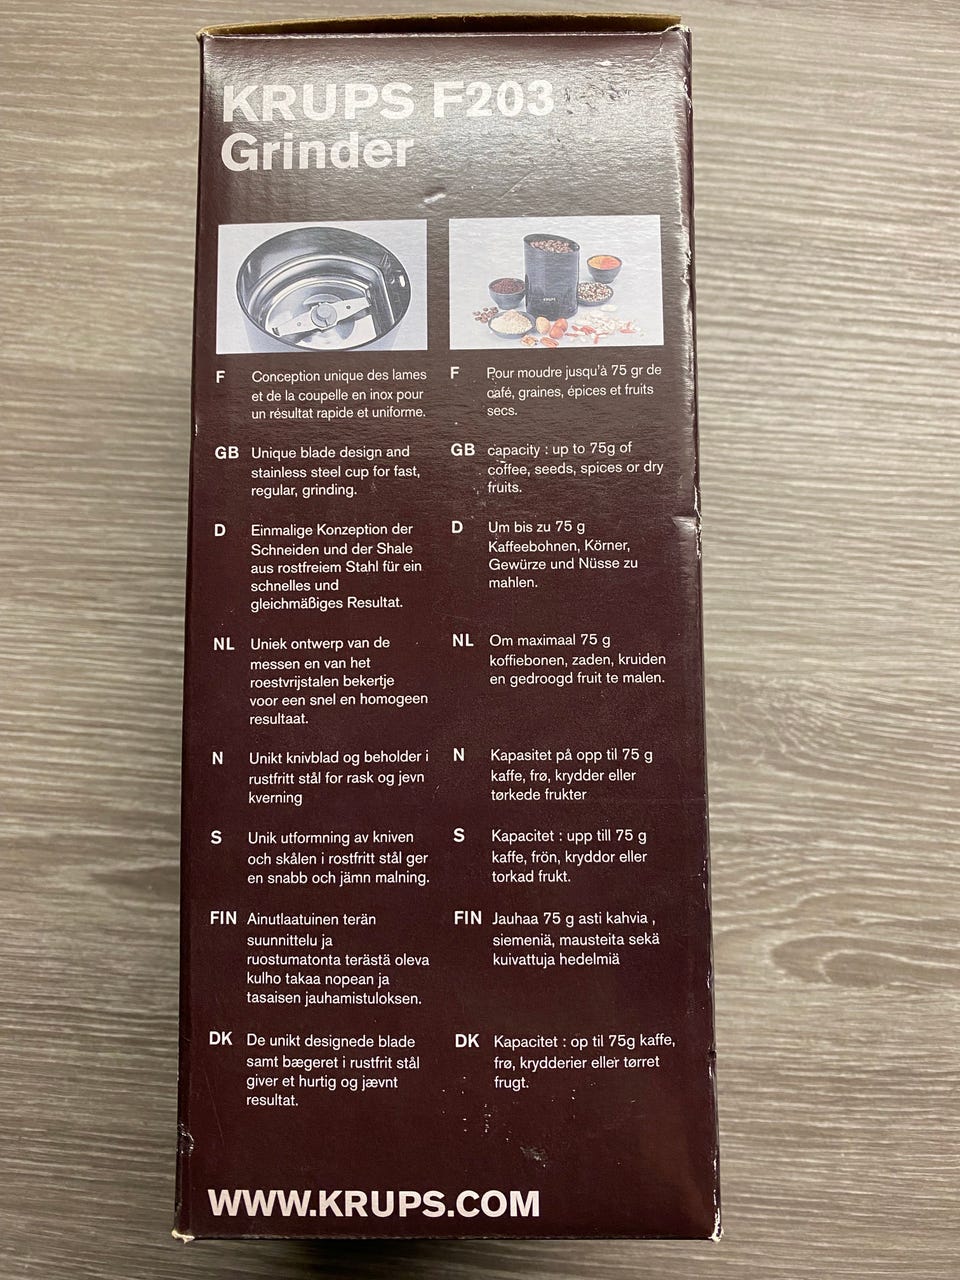 KRUPS F203
Grinder
KRUPS
F Conception unique des lames
et de la coupelle en inox pour
un résultat rapide et uniforme.
F Pour moudre jusqu'à 75 gr de
café, graines, épices et fruits
secs.
GB Unique blade design and
stainless steel cup for fast,
regular, grinding.
GB capacity : up to 75g of
coffee, seeds, spices or dry
fruits.
D Einmalige Konzeption der
Schneiden und der Shale
aus rostfreiem Stahl für ein
schnelles und
gleichmäßiges Resultat.
D Um bis zu 75 g
Kaffeebohnen, Körner,
Gewürze und Nüsse zu
mahlen.
NL Uniek ontwerp van de
messen en van het
roestvrijstalen bekertje
voor een snel en homogeen
resultaat.
NL Om maximaal 75 g
koffiebonen, zaden, kruiden
en gedroogd fruit te malen.
N Unikt knivblad og beholder i
rustfritt stål for rask og jevn
kverning
N Kapasitet på opp til 75 g
kaffe, frø, krydder eller
tørkede frukter
S Unik utformning av kniven
och skålen i rostfritt stål ger
en snabb och jämn malning.
S Kapacitet : upp till 75 g
kaffe, frön, kryddor eller
torkad frukt.
FIN Ainutlaatuinen terän
suunnittelu ja
ruostumatonta terästä oleva
kulho takaa nopean ja
tasaisen jauhamistuloksen.
FIN Jauhaa 75 g asti kahvia ,
siemeniä, mausteita sekä
kuivattuja hedelmiä
DK De unikt designede blade
samt bægeret i rustfrit stål
giver et hurtig og jævnt
resultat.
DK Kapacitet : op til 75g kaffe,
frø, krydderier eller tørret
frugt.
WWW.KRUPS.COM